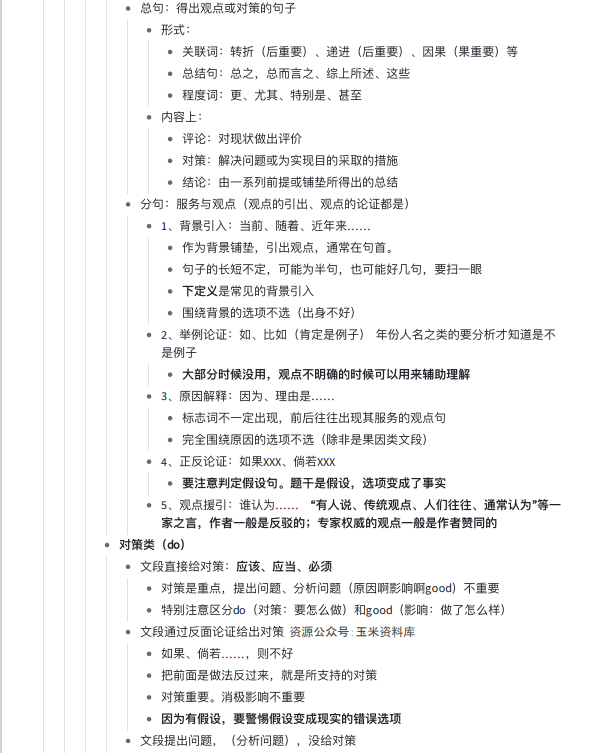 总句：得出观点或对策的句子
形式：
关联词：转折（后重要）、递进（后重要）、因果（果重要）等
总结句：总之，总而言之、综上所述、这些
程度词：更、尤其、特别是、甚至
内容上：
评论：对现状做出评价
对策：解决问题或为实现目的采取的措施
结论：由一系列前提或铺垫所得出的总结
分句：服务与观点（观点的引出、观点的论证都是）
1、背景引入：当前、随着、近年来……
作为背景铺垫，引出观点，通常在句首。
句子的长短不定，可能为半句，也可能好几句，要扫一眼
下定义是常见的背景引入
围绕背景的选项不选（出身不好）
2、举例论证：如、比如（肯定是例子） 年份人名之类的要分析才知道是不
是例子
大部分时候没用，观点不明确的时候可以用来辅助理解
3、原因解释：因为、理由是……
标志词不一定出现，前后往往出现其服务的观点句
完全围绕原因的选项不选（除非是果因类文段）
4、正反论证：如果XXX、倘若XXX
要注意判定假设句。题干是假设，选项变成了事实
5、观点援引：谁认为…… “有人说、传统观点、人们往往、通常认为”等一
家之言，作者一般是反驳的；专家权威的观点一般是作者赞同的
对策类（do）
文段直接给对策：应该、应当、必须
对策是重点，提出问题、分析问题（原因啊影响啊good）不重要
特别注意区分do（对策：要怎么做）和good（影响：做了怎么样）
文段通过反面论证给出对策 资源公众号：玉米资料库
如果、倘若……，则不好
把前面是做法反过来，就是所支持的对策
对策重要。消极影响不重要
因为有假设，要警惕假设变成现实的错误选项
文段提出问题，（分析问题），没给对策